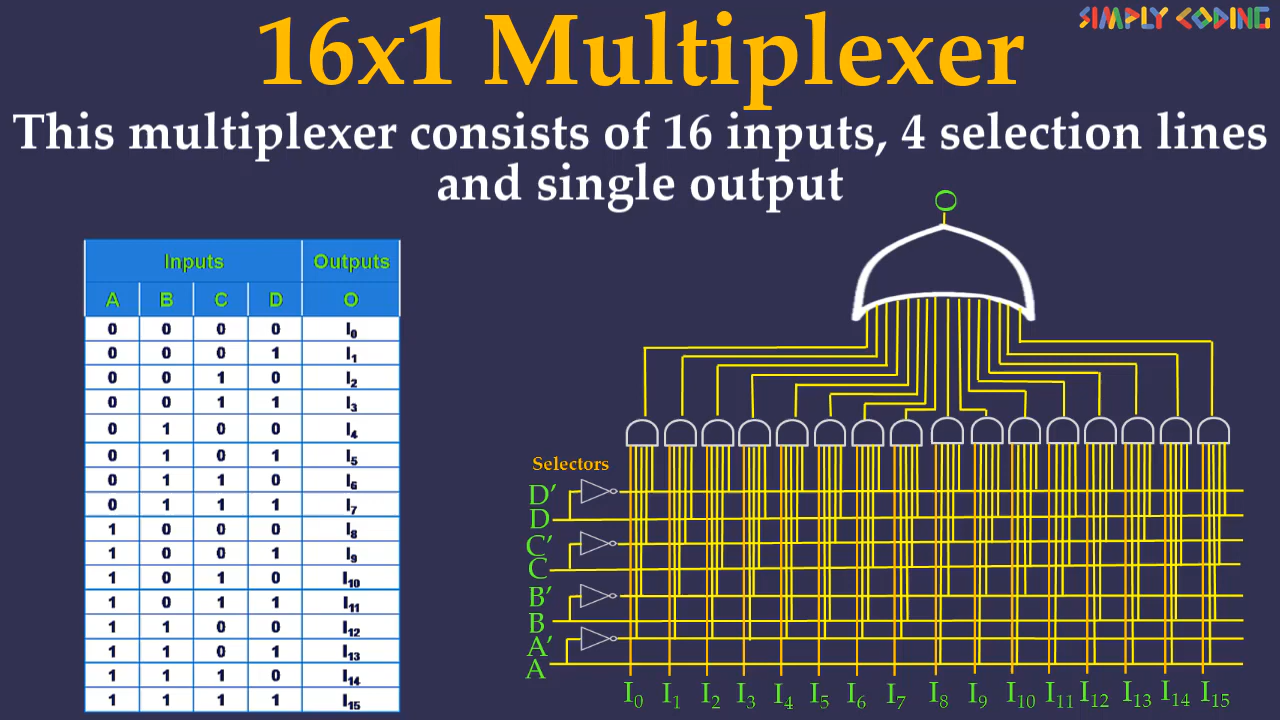 SIMPLY CODING
16x1 Multiplexer
This multiplexer consists of 16 inputs, 4 selection lines
and single output
Inputs Outputs
A B C D O
0 0 0 0 I₀
0 0 0 1 I₁
0 0 1 0 I₂
0 0 1 1 I₃
0 1 0 0 I₄
0 1 0 1 I₅
0 1 1 0 I₆
0 1 1 1 I₇
1 0 0 0 I₈
1 0 0 1 I₉
1 0 1 0 I₁₀
1 0 1 1 I₁₁
1 1 0 0 I₁₂
1 1 0 1 I₁₃
1 1 1 0 I₁₄
1 1 1 1 I₁₅
O
Selectors
D′
D
C′
C
B′
B
A′
A
I₀ I₁ I₂ I₃ I₄ I₅ I₆ I₇ I₈ I₉ I₁₀ I₁₁ I₁₂ I₁₃ I₁₄ I₁₅